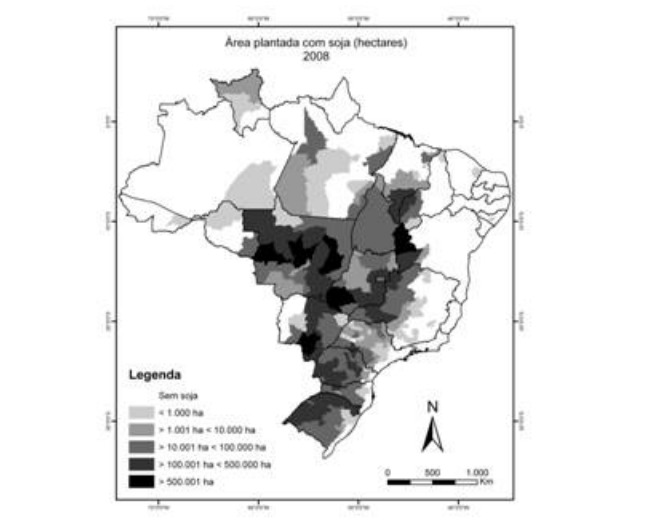 Área plantada com soja (hectares)
2008
Legenda
Sem soja
< 1.000 ha
> 1.001 ha < 10.000 ha
> 10.001 ha < 100.000 ha
> 100.001 ha < 500.000 ha
> 500.001 ha
N
0 500 1.000
Km